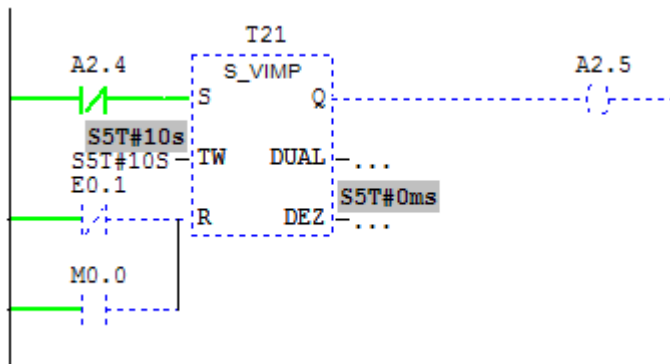 T21
A2.4
S_VIMP
A2.5
S
Q
S5T#10s
S5T#10S
TW
DUAL
...
E0.1
S5T#0ms
R
DEZ
...
M0.0